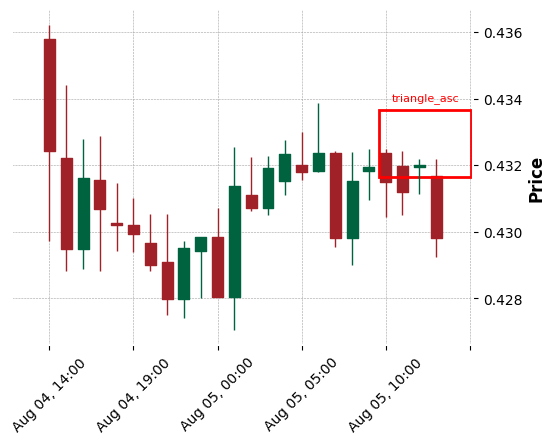 0.436
triangle_asc
0.434
0.432
0.430
0.428
Price
Aug 04, 14:00
Aug 04, 19:00
Aug 05, 00:00
Aug 05, 05:00
Aug 05, 10:00